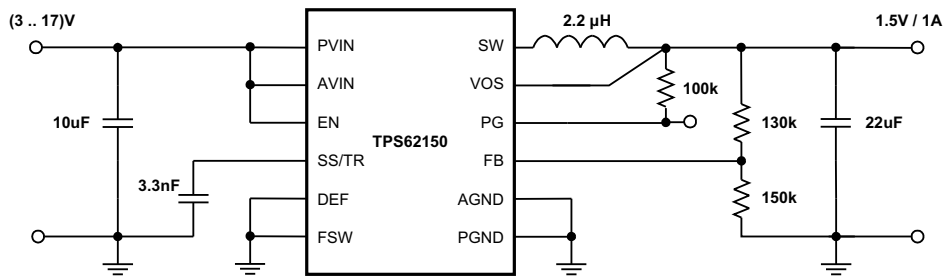 (3 .. 17)V
2.2 µH
1.5V / 1A
PVIN
SW
AVIN
VOS
100k
10uF
EN
PG
130k
22uF
TPS62150
SS/TR
FB
3.3nF
150k
DEF
AGND
FSW
PGND